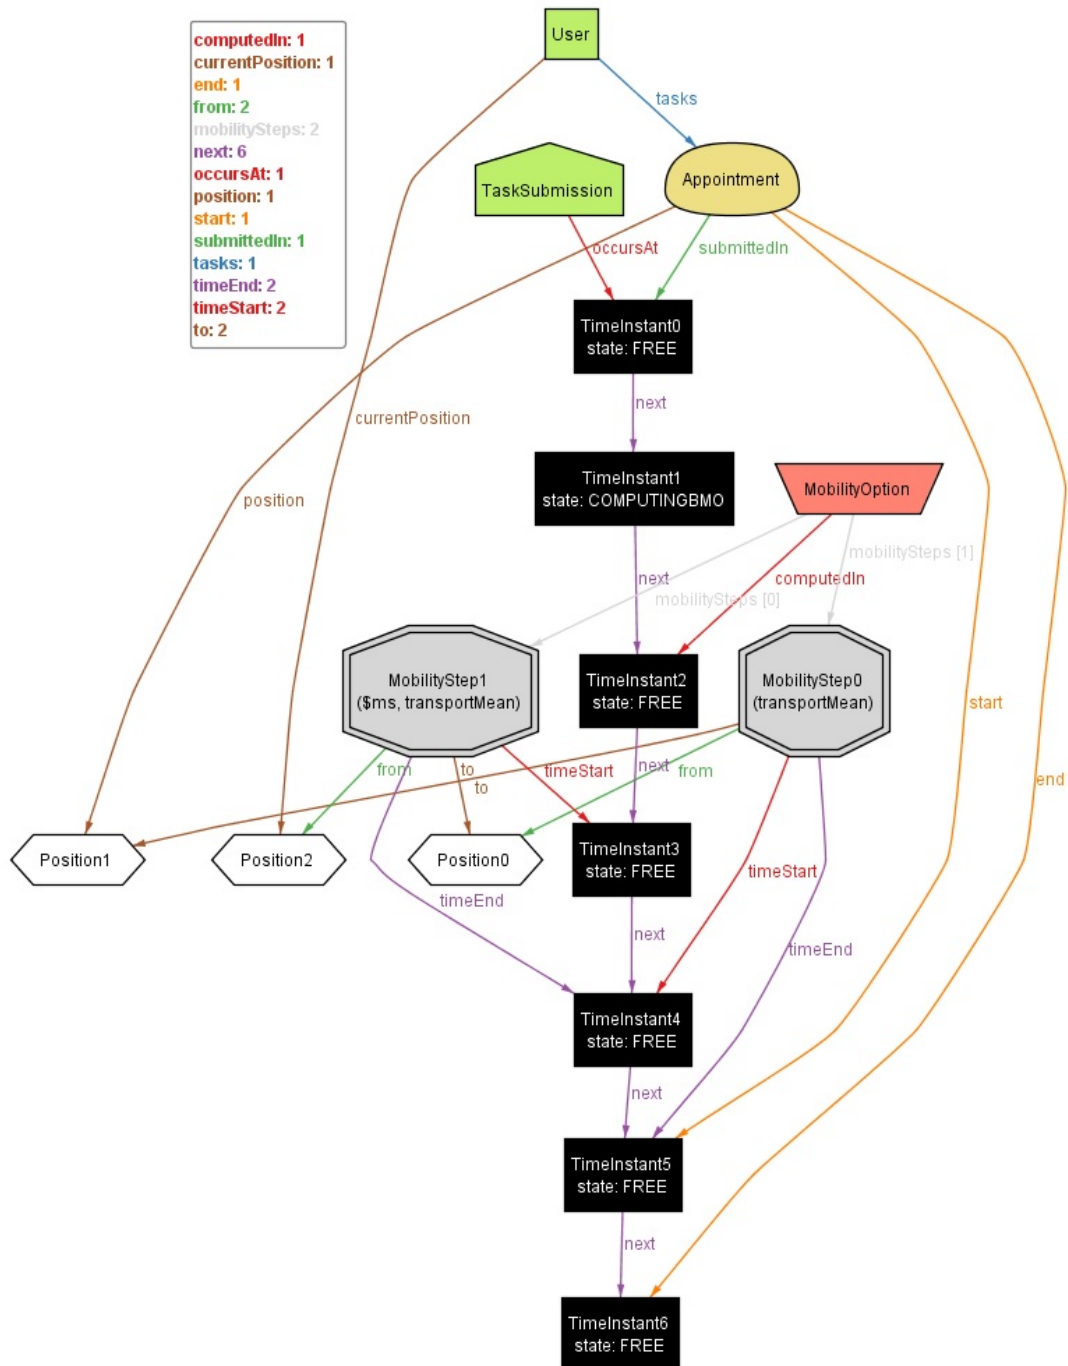 User
computedIn: 1
currentPosition: 1
end: 1
from: 2
mobilitySteps: 2
next: 6
occursAt: 1
position: 1
start: 1
submittedIn: 1
tasks: 1
timeEnd: 2
timeStart: 2
to: 2
tasks
TaskSubmission
Appointment
occursAt
submittedIn
TimeInstant0
state: FREE
next
currentPosition
position
TimeInstant1
state: COMPUTINGBMO
MobilityOption
mobilitySteps [1]
next
computedIn
mobilitySteps [0]
MobilityStep1
($ms, transportMean)
TimeInstant2
state: FREE
MobilityStep0
(transportMean)
start
from
to
to
timeStart
next
from
end
Position1
Position2
Position0
TimeInstant3
state: FREE
timeStart
timeEnd
next
timeEnd
TimeInstant4
state: FREE
next
TimeInstant5
state: FREE
next
TimeInstant6
state: FREE